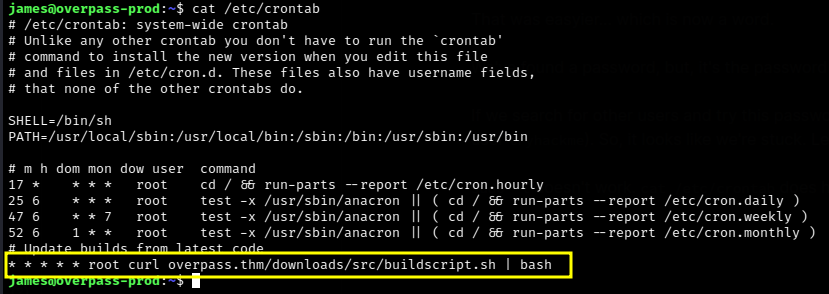 james@overpass-prod:~$ cat /etc/crontab
# /etc/crontab: system-wide crontab
# Unlike any other crontab you don't have to run the `crontab'
# command to install the new version when you edit this file
# and files in /etc/cron.d. These files also have username fields,
# that none of the other crontabs do.
SHELL=/bin/sh
PATH=/usr/local/sbin:/usr/local/bin:/sbin:/bin:/usr/sbin:/usr/bin
# m h dom mon dow user  command
17 *    * * *   root    cd / && run-parts --report /etc/cron.hourly
25 6    * * *   root    test -x /usr/sbin/anacron || ( cd / && run-parts --report /etc/cron.daily )
47 6    * * 7   root    test -x /usr/sbin/anacron || ( cd / && run-parts --report /etc/cron.weekly )
52 6    1 * *   root    test -x /usr/sbin/anacron || ( cd / && run-parts --report /etc/cron.monthly )
# Update builds from latest code
* * * * * root curl overpass.thm/downloads/src/buildscript.sh | bash
james@overpass-prod:~$